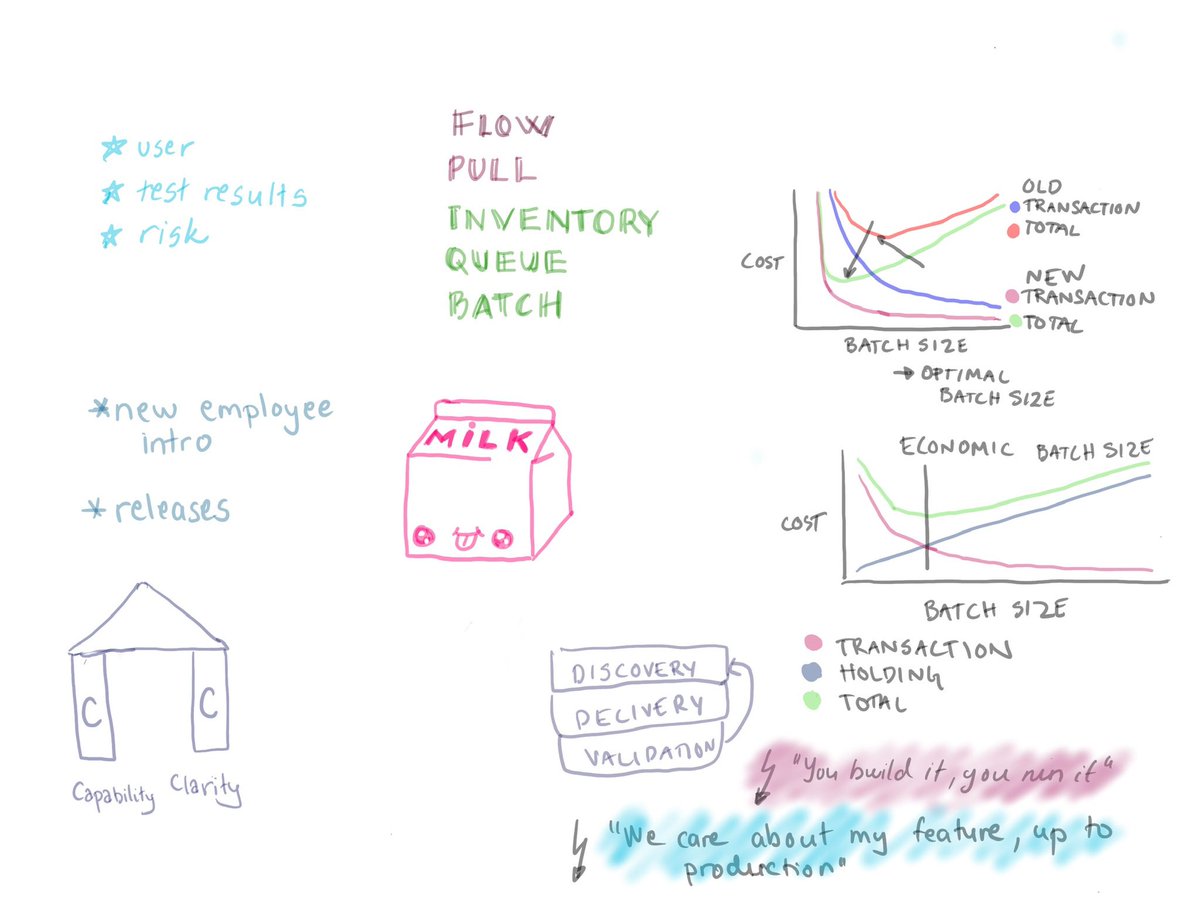 user
test results
risk
FLOW
PULL
INVENTORY
QUEUE
BATCH
OLD
TRANSACTION
TOTAL
COST
NEW
TRANSACTION
TOTAL
BATCH SIZE
→ OPTIMAL
BATCH SIZE
*new employee
intro
*releases
MiLK
ECONOMIC BATCH SIZE
COST
BATCH SIZE
TRANSACTION
HOLDING
TOTAL
C C
Capability Clarity
DISCOVERY
DELIVERY
VALIDATION
"You build it, you run it"
"We care about my feature, up to
production"